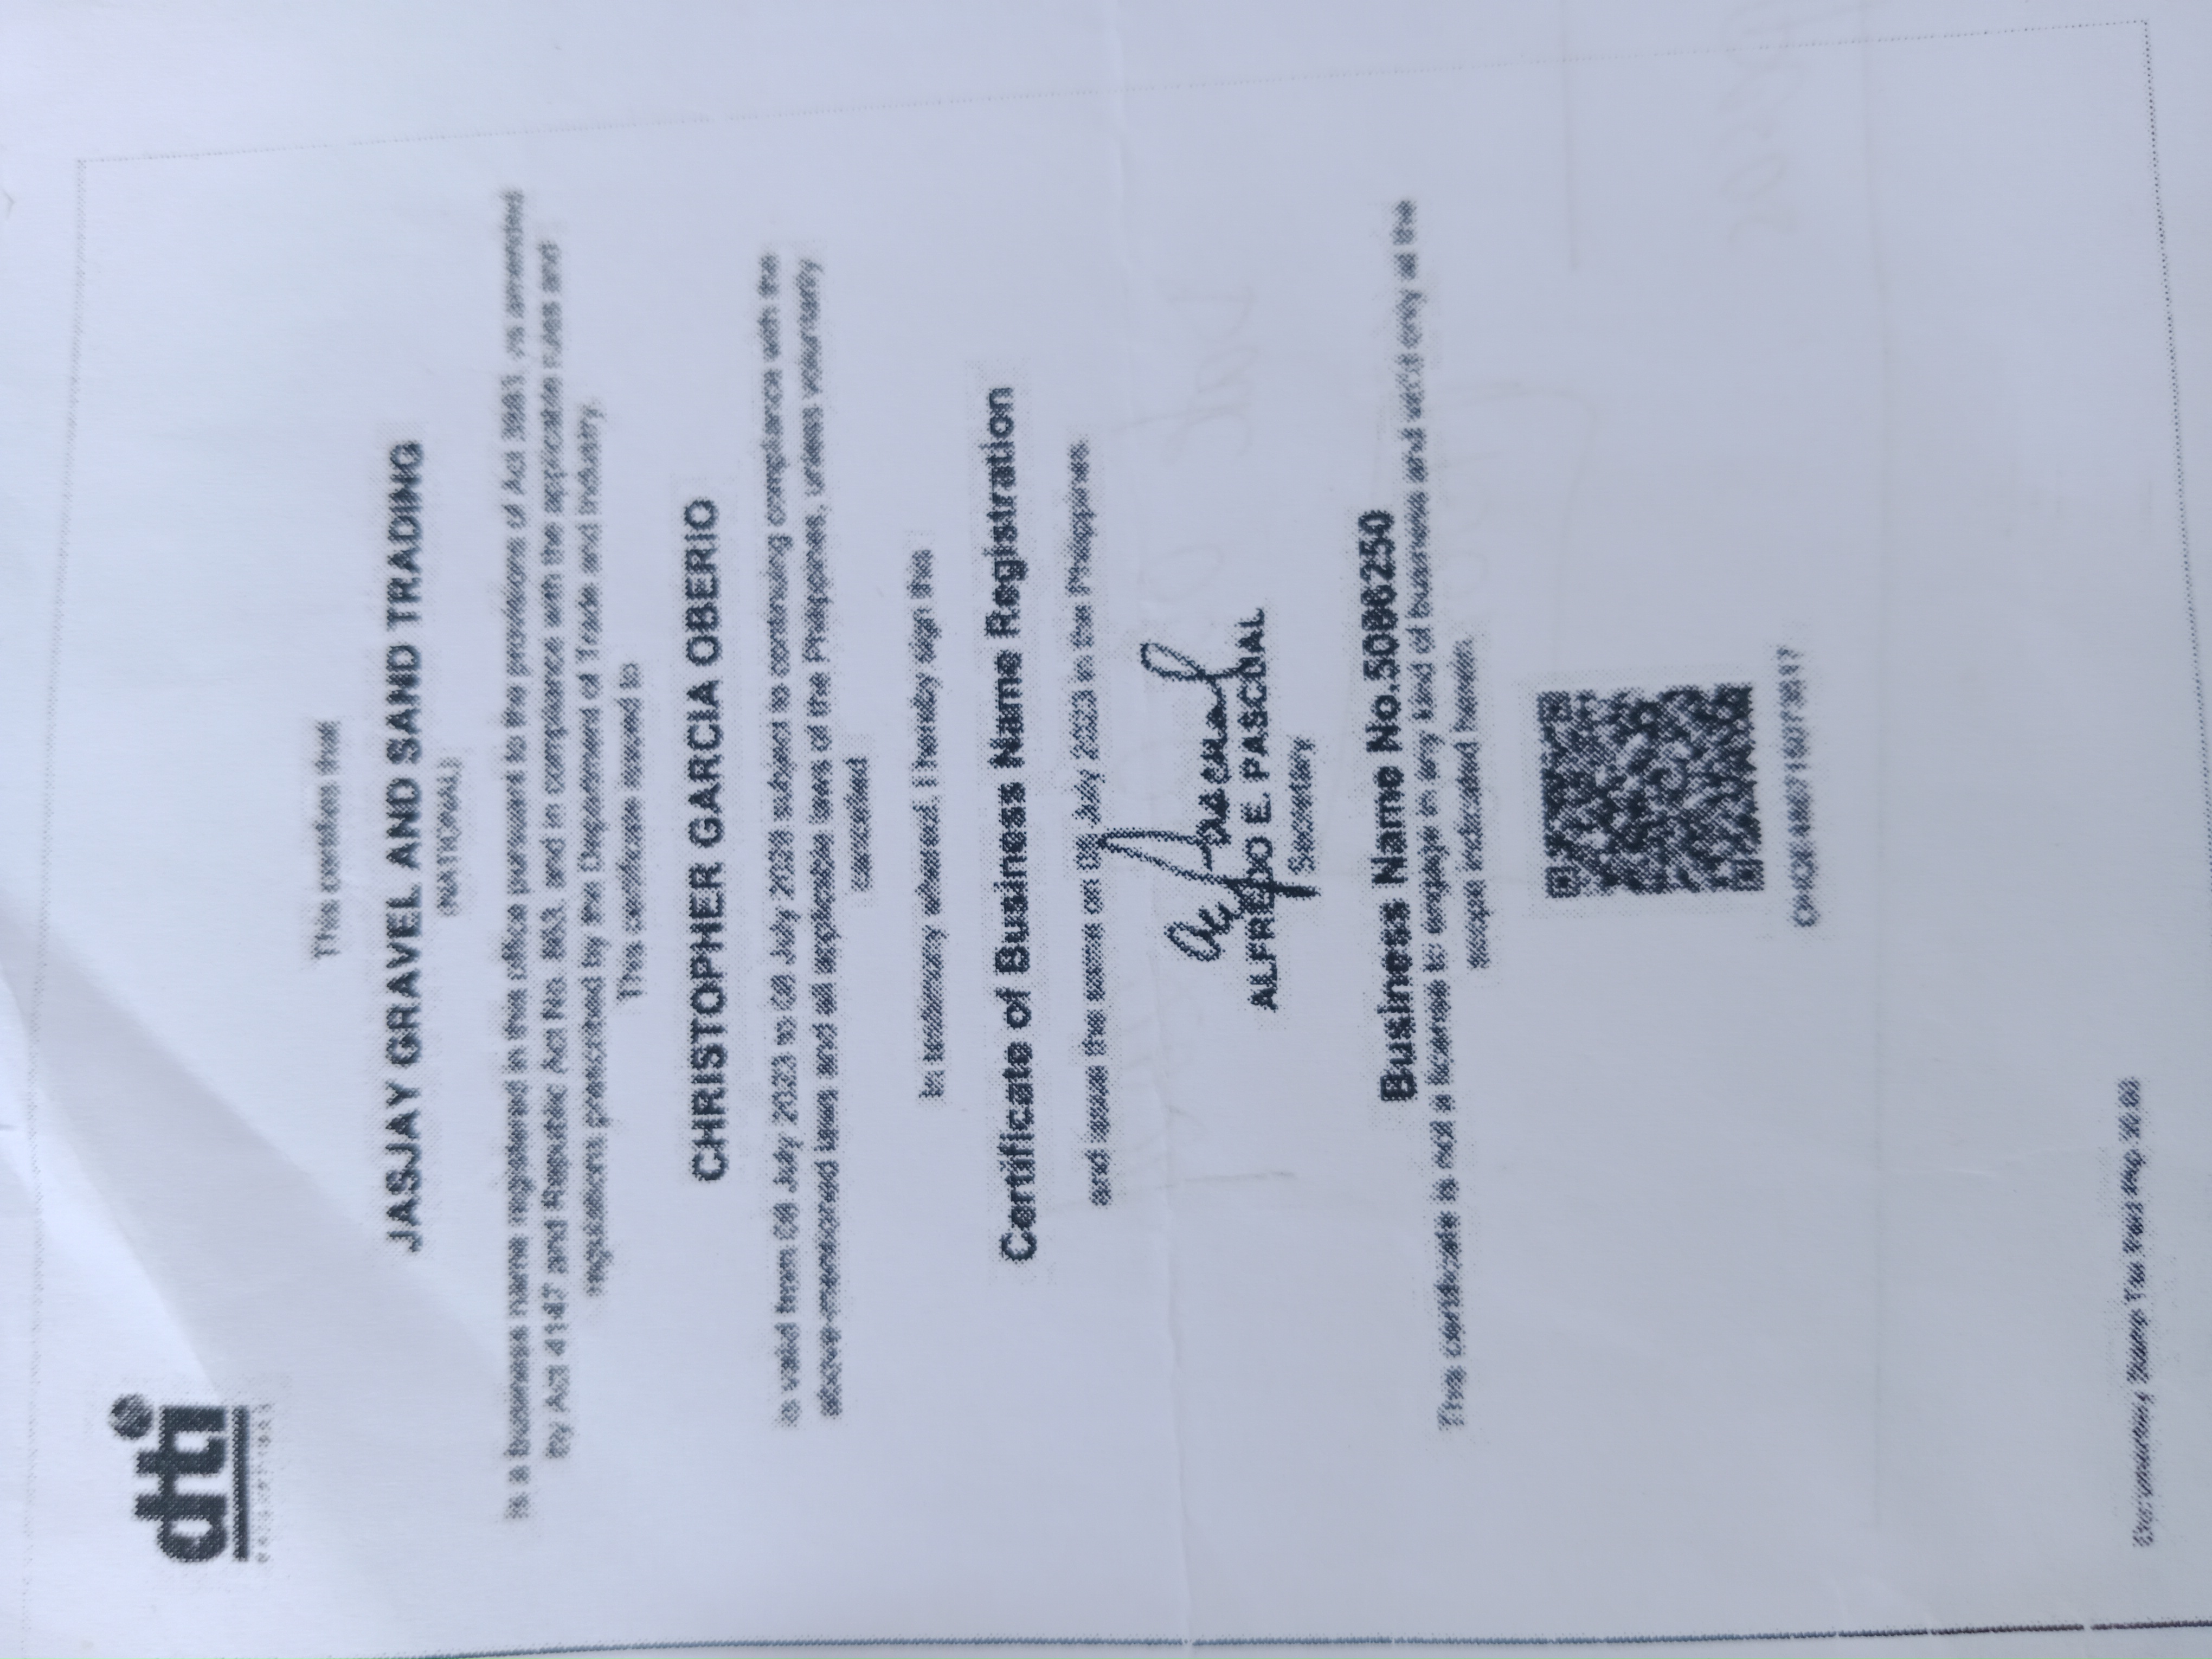 dti
PHILIPPINES
This certifies that
JASJAY GRAVEL AND SAND TRADING
(NATIONAL)
is a business name registered in this office pursuant to the provisions of Act 3883, as amended
by Act 4147 and Republic Act No. 863, and in compliance with the applicable rules and
regulations prescribed by the Department of Trade and Industry.
This certificate issued to
CHRISTOPHER GARCIA OBERIO
is valid from 08 July 2023 to 08 July 2028 subject to continuing compliance with the
above-mentioned laws and all applicable laws of the Philippines, unless voluntarily
cancelled
In testimony whereof, I hereby sign this
Certificate of Business Name Registration
and issue the same on 08 July 2023 in the Philippines.
ALFREDO E. PASCUAL
Secretary
Business Name No.5086250
This certificate is not a license to engage in any kind of business and valid only at the
scope indicated herein.
Documentary Stamp Tax Paid Php 30.00